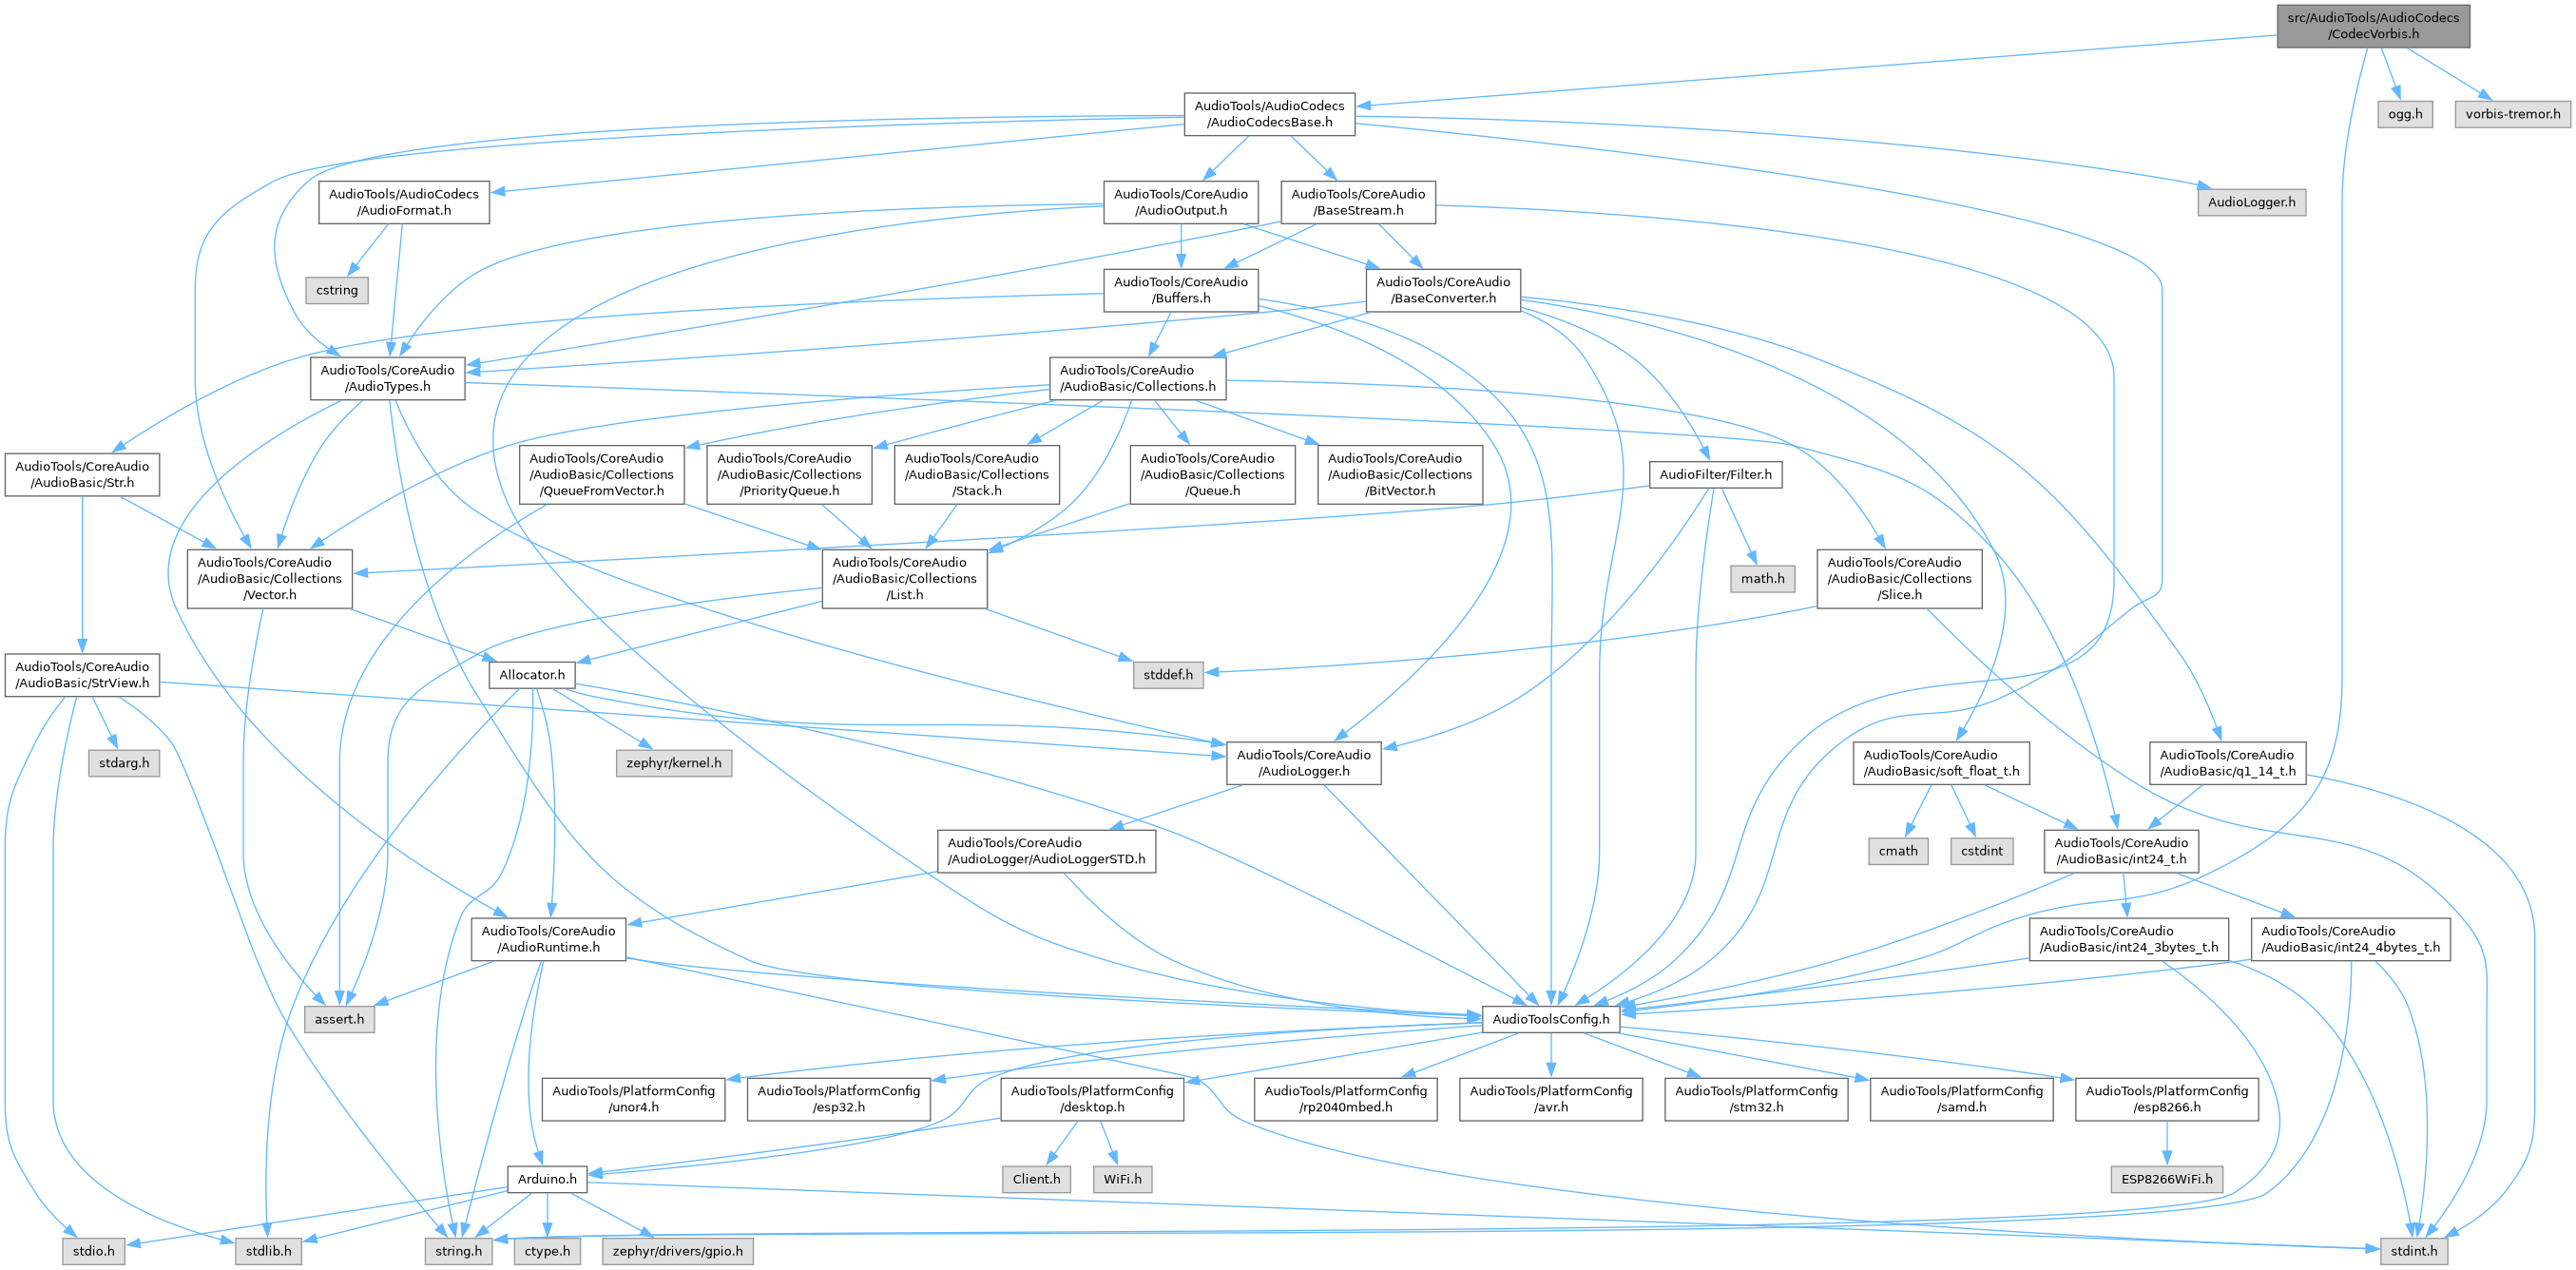 src/AudioTools/AudioCodecs
/CodecVorbis.h
AudioTools/AudioCodecs
/AudioCodecsBase.h
ogg.h
vorbis-tremor.h
AudioTools/AudioCodecs
/AudioFormat.h
AudioTools/CoreAudio
/AudioOutput.h
AudioTools/CoreAudio
/BaseStream.h
AudioLogger.h
cstring
AudioTools/CoreAudio
/Buffers.h
AudioTools/CoreAudio
/BaseConverter.h
AudioTools/CoreAudio
/AudioTypes.h
AudioTools/CoreAudio
/AudioBasic/Collections.h
AudioTools/CoreAudio
/AudioBasic/Str.h
AudioTools/CoreAudio
/AudioBasic/Collections
/QueueFromVector.h
AudioTools/CoreAudio
/AudioBasic/Collections
/PriorityQueue.h
AudioTools/CoreAudio
/AudioBasic/Collections
/Stack.h
AudioTools/CoreAudio
/AudioBasic/Collections
/Queue.h
AudioTools/CoreAudio
/AudioBasic/Collections
/BitVector.h
AudioFilter/Filter.h
AudioTools/CoreAudio
/AudioBasic/Collections
/Vector.h
AudioTools/CoreAudio
/AudioBasic/Collections
/List.h
math.h
AudioTools/CoreAudio
/AudioBasic/Collections
/Slice.h
AudioTools/CoreAudio
/AudioBasic/StrView.h
Allocator.h
stddef.h
stdarg.h
zephyr/kernel.h
AudioTools/CoreAudio
/AudioLogger.h
AudioTools/CoreAudio
/AudioBasic/soft_float_t.h
AudioTools/CoreAudio
/AudioBasic/q1_14_t.h
AudioTools/CoreAudio
/AudioLogger/AudioLoggerSTD.h
cmath
cstdint
AudioTools/CoreAudio
/AudioBasic/int24_t.h
AudioTools/CoreAudio
/AudioRuntime.h
AudioTools/CoreAudio
/AudioBasic/int24_3bytes_t.h
AudioTools/CoreAudio
/AudioBasic/int24_4bytes_t.h
assert.h
AudioToolsConfig.h
AudioTools/PlatformConfig
/unor4.h
AudioTools/PlatformConfig
/esp32.h
AudioTools/PlatformConfig
/desktop.h
AudioTools/PlatformConfig
/rp2040mbed.h
AudioTools/PlatformConfig
/avr.h
AudioTools/PlatformConfig
/stm32.h
AudioTools/PlatformConfig
/samd.h
AudioTools/PlatformConfig
/esp8266.h
Arduino.h
Client.h
WiFi.h
ESP8266WiFi.h
stdio.h
stdlib.h
string.h
ctype.h
zephyr/drivers/gpio.h
stdint.h